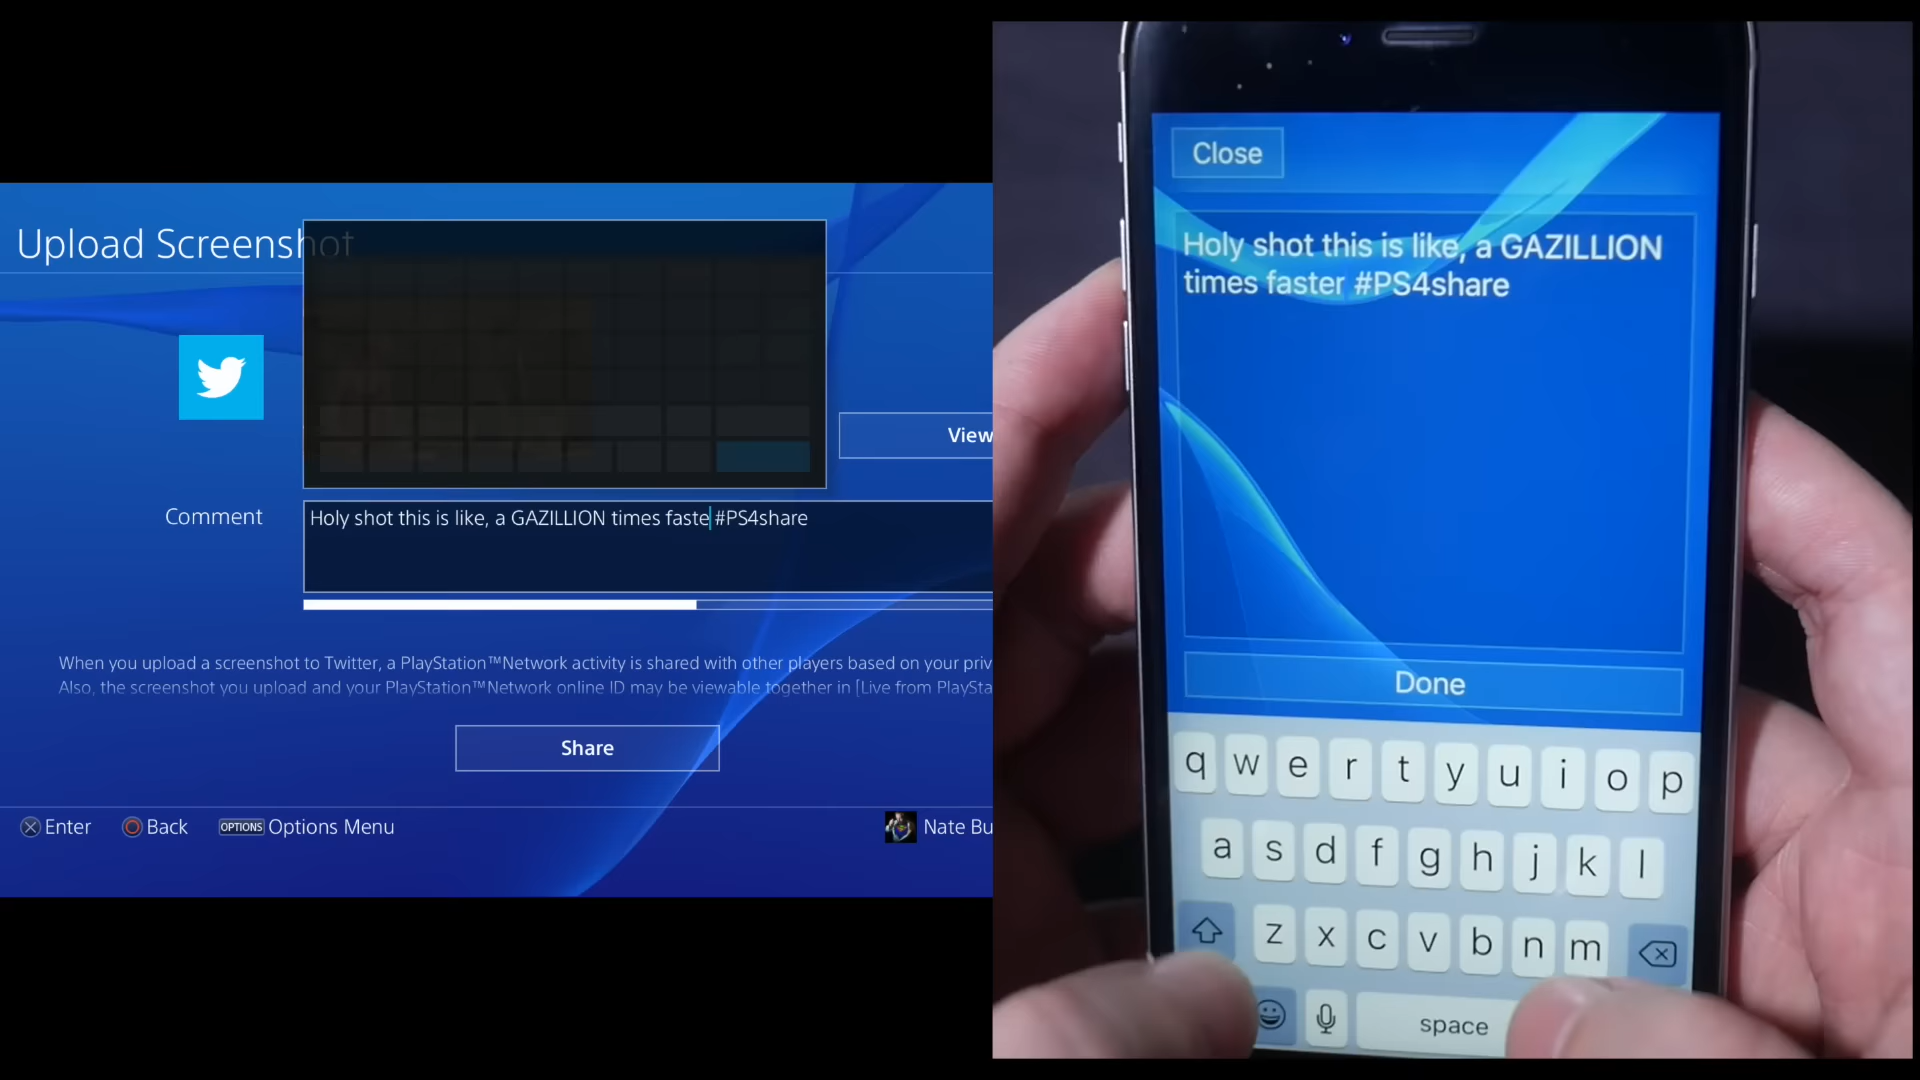 Upload Screenshot
View
Comment
Holy shot this is like, a GAZILLION times faste #PS4share
When you upload a screenshot to Twitter, a PlayStation™Network activity is shared with other players based on your priv
Also, the screenshot you upload and your PlayStation™Network online ID may be viewable together in [Live from PlaySta
Share
Enter
Back
OPTIONS Options Menu
Nate Bu
Close
Holy shot this is like, a GAZILLION
times faster #PS4share
Done
q w e r t y u i o p
a s d f g h j k l
z x c v b n m
space